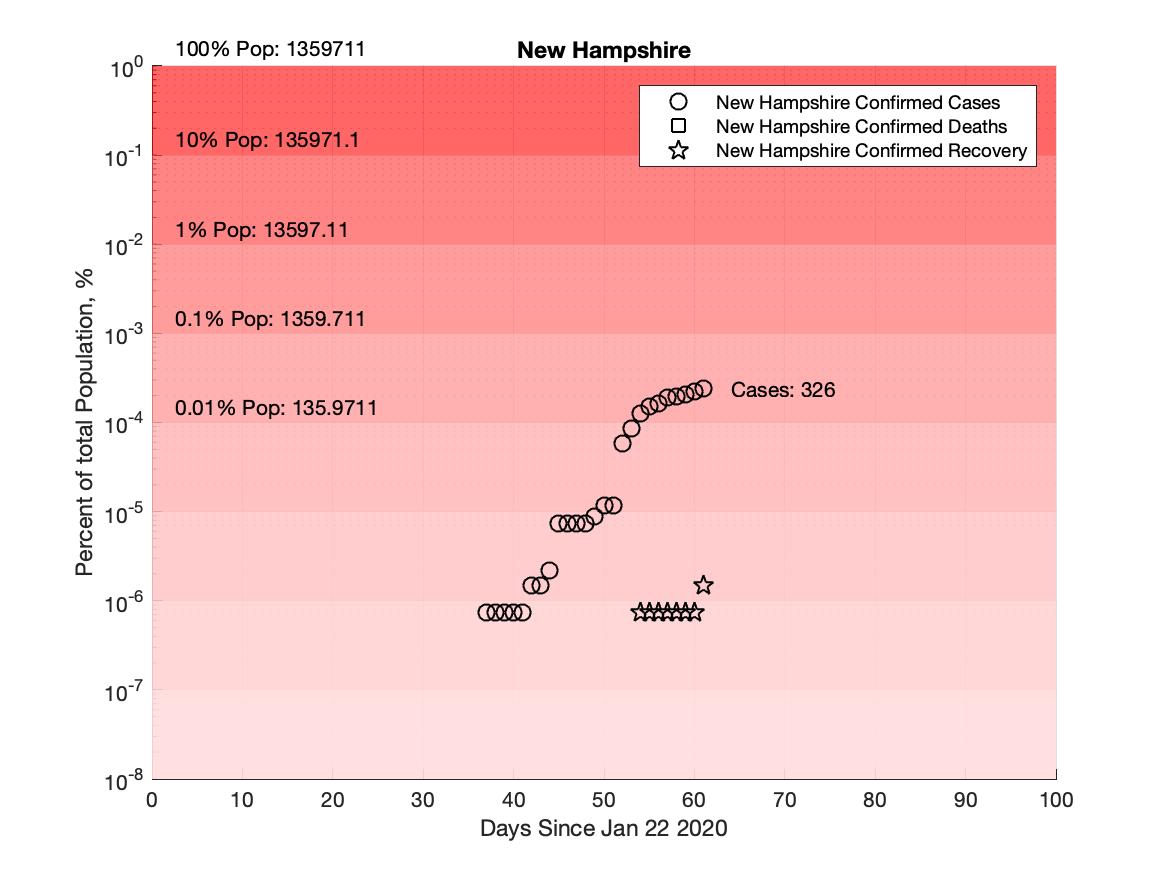 New Hampshire
100% Pop: 1359711
10% Pop: 135971.1
1% Pop: 13597.11
0.1% Pop: 1359.711
0.01% Pop: 135.9711
New Hampshire Confirmed Cases
New Hampshire Confirmed Deaths
New Hampshire Confirmed Recovery
Cases: 326
Percent of total Population, %
10^0
10^-1
10^-2
10^-3
10^-4
10^-5
10^-6
10^-7
10^-8
0 10 20 30 40 50 60 70 80 90 100
Days Since Jan 22 2020